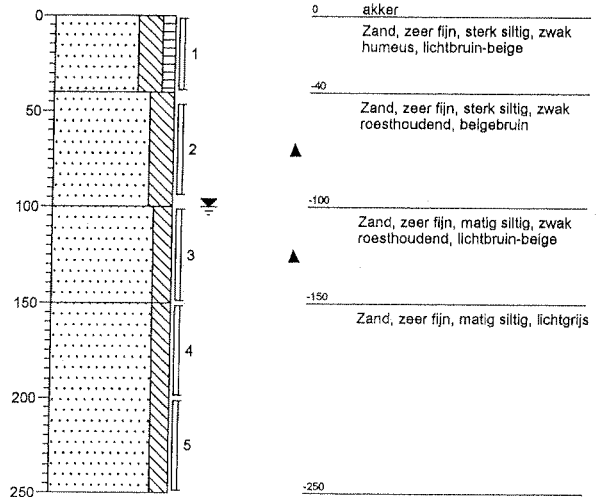 0
50
100
150
200
250
1
2
3
4
5
0
akker
Zand, zeer fijn, sterk siltig, zwak
humeus, lichtbruin-beige
-40
Zand, zeer fijn, sterk siltig, zwak
roesthoudend, beigebruin
-100
Zand, zeer fijn, matig siltig, zwak
roesthoudend, lichtbruin-beige
-150
Zand, zeer fijn, matig siltig, lichtgrijs
-250